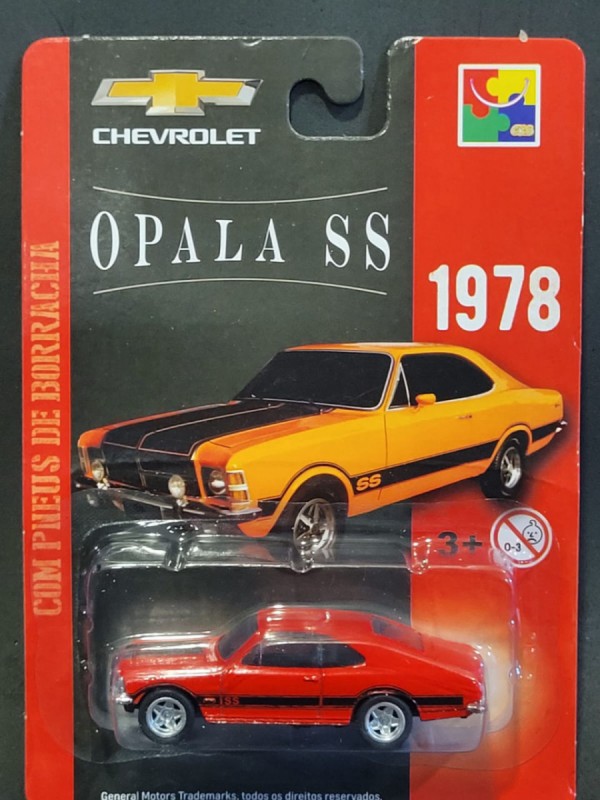 CHEVROLET
OPALA SS
1978
COM PNEUS DE BORRACHA
SS
3+
0-3
SS
General Motors Trademarks, todos os direitos reservados.